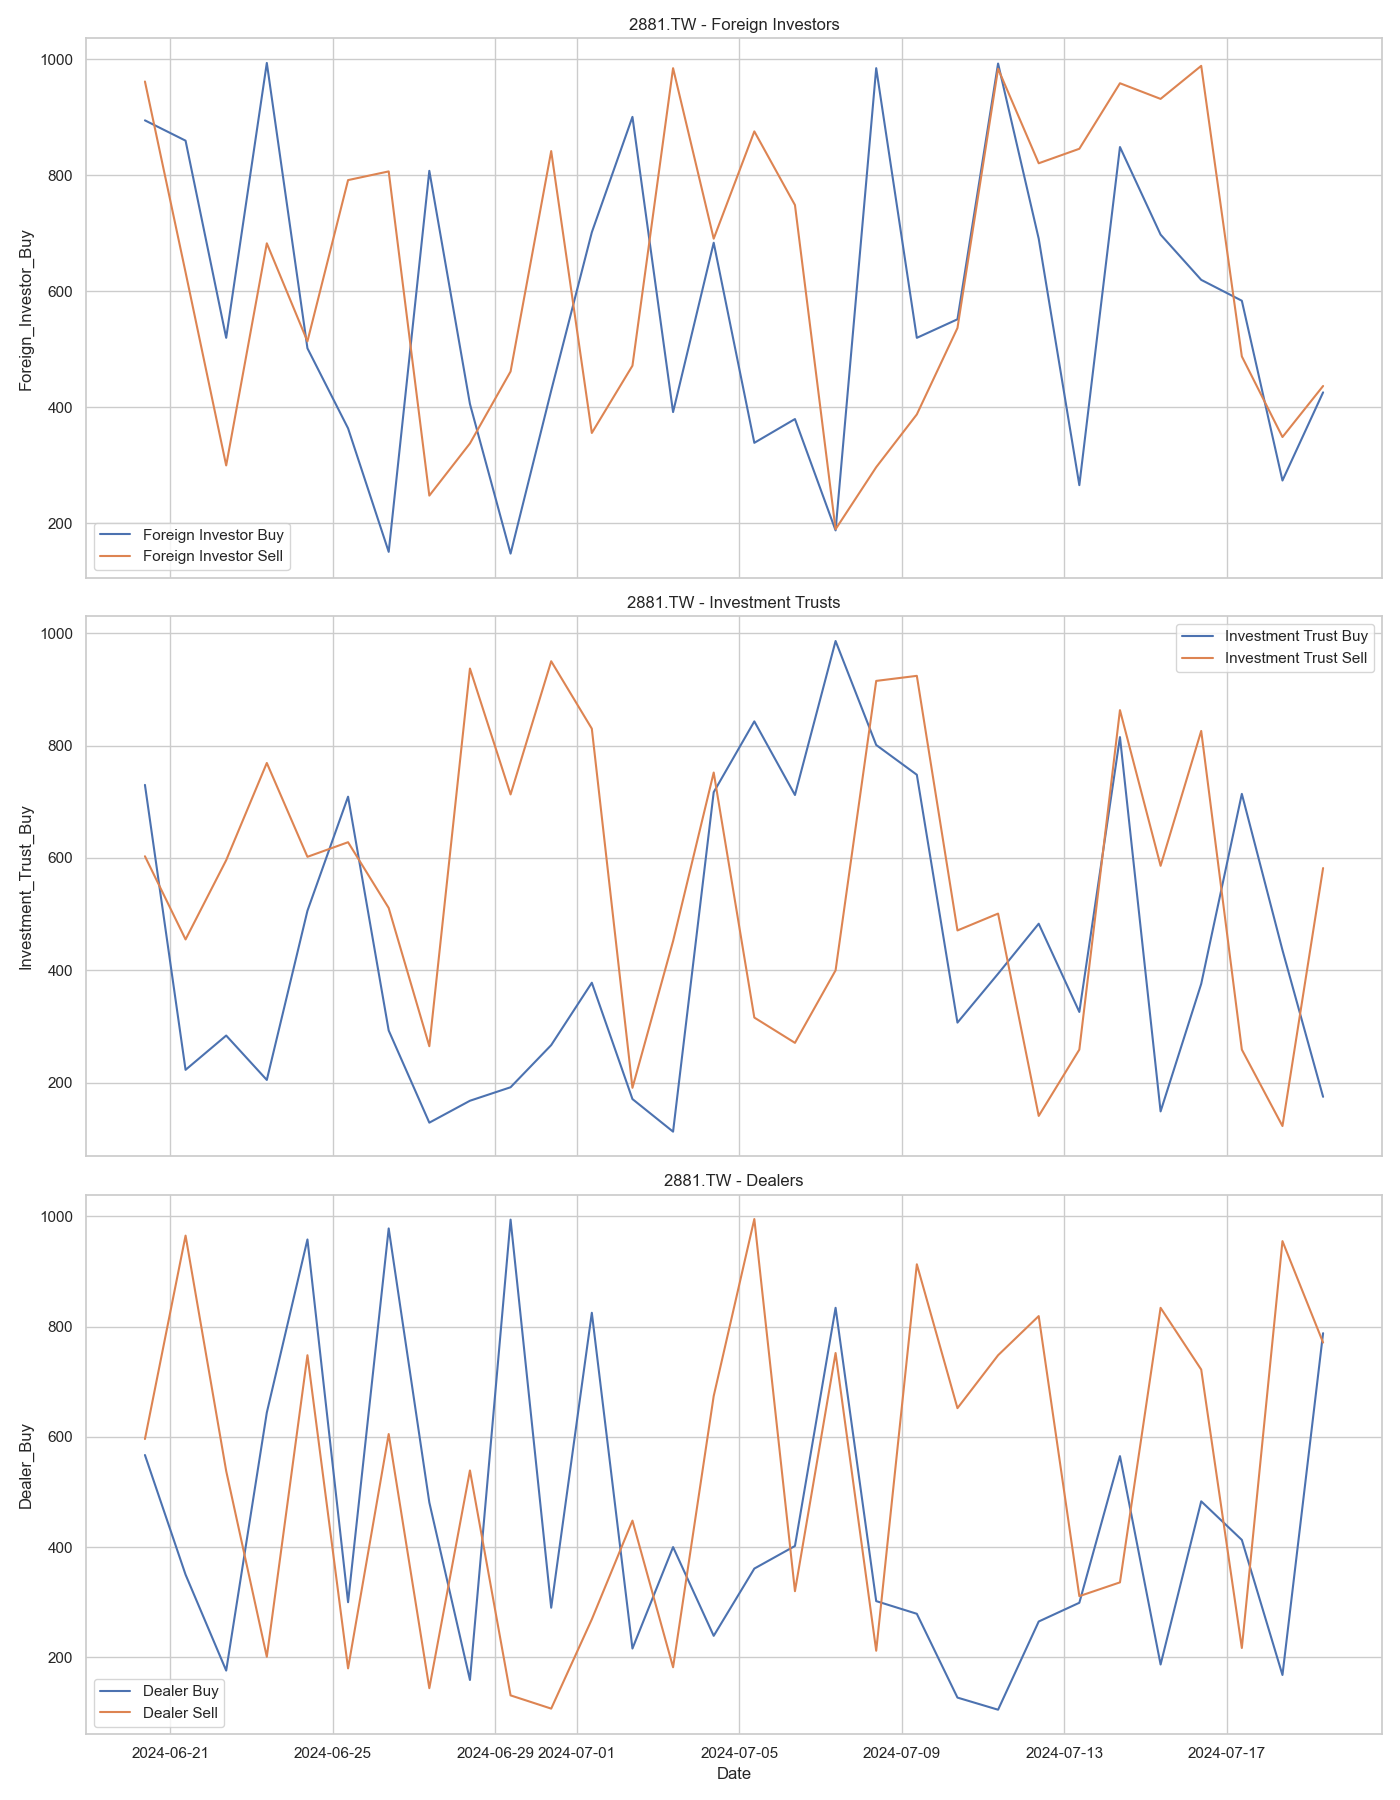 2881.TW - Foreign Investors
Foreign_Investor_Buy
1000
800
600
400
200
Foreign Investor Buy
Foreign Investor Sell
2881.TW - Investment Trusts
Investment_Trust_Buy
1000
800
600
400
200
Investment Trust Buy
Investment Trust Sell
2881.TW - Dealers
Dealer_Buy
1000
800
600
400
200
Dealer Buy
Dealer Sell
2024-06-21 2024-06-25 2024-06-29 2024-07-01 2024-07-05 2024-07-09 2024-07-13 2024-07-17
Date